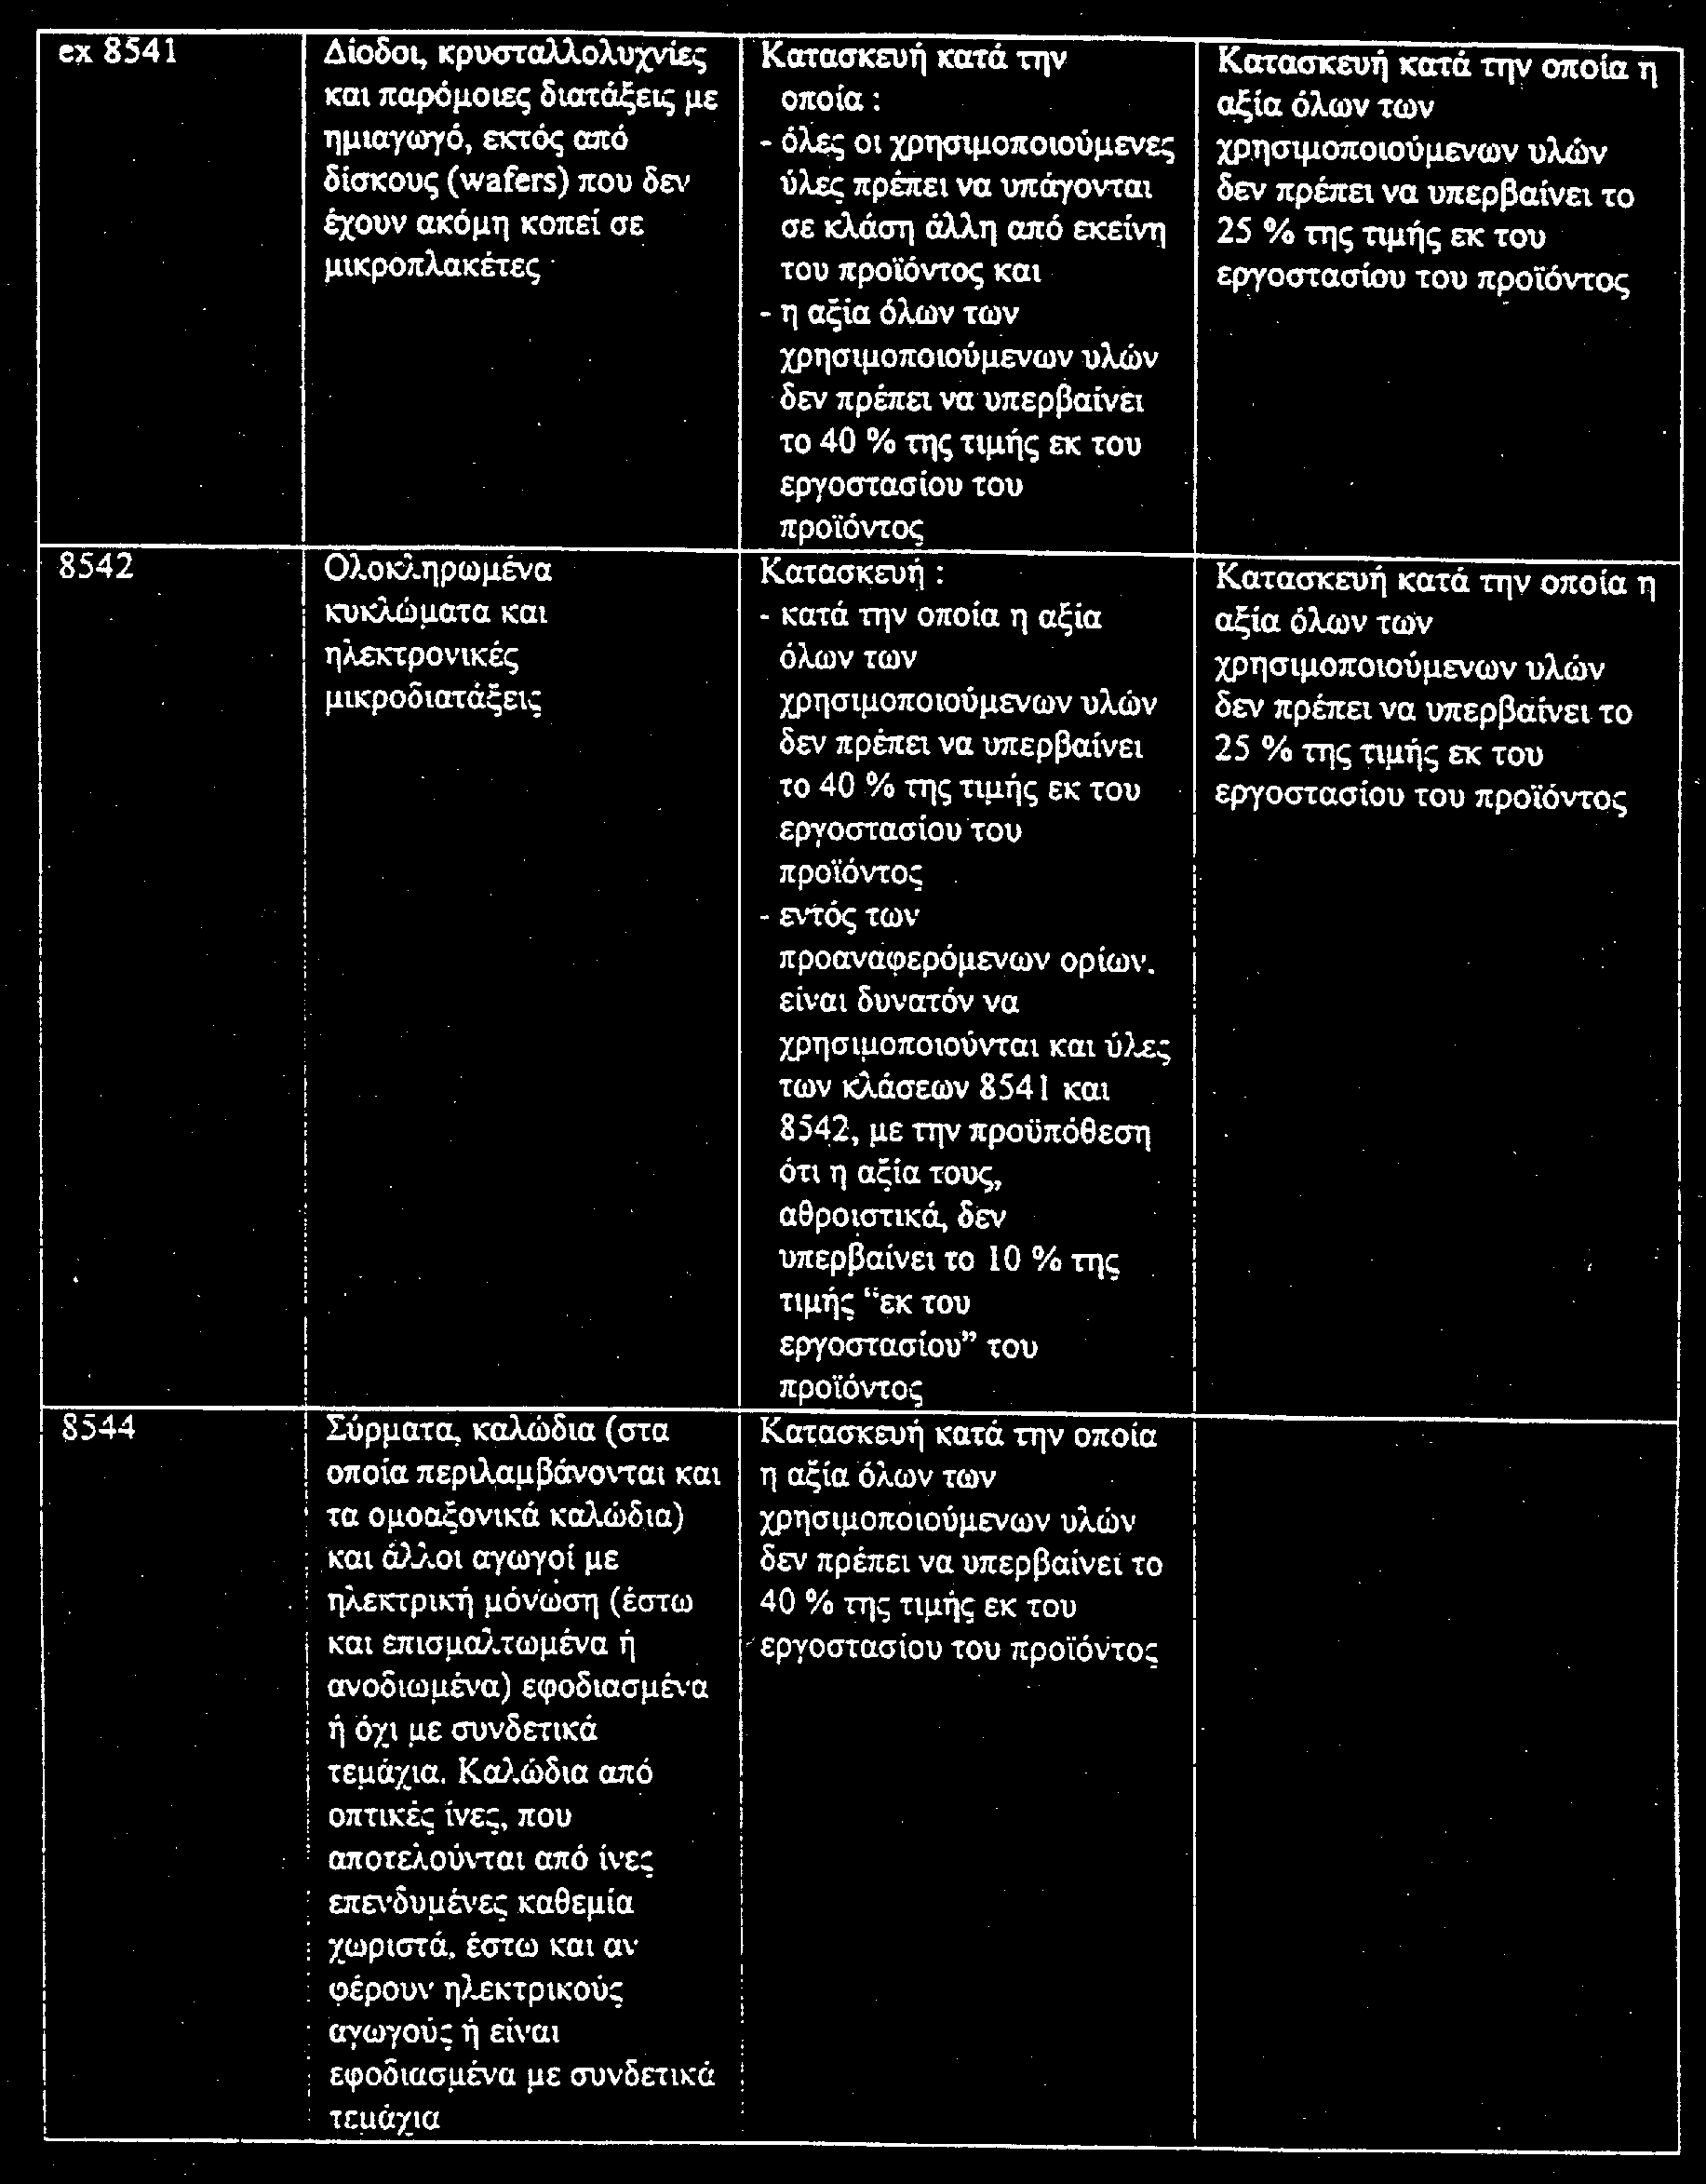 ex 8541
Δίοδοι, κρυσταλλολυχνίες
και παρόμοιες διατάξεις με
ημιαγωγό, εκτός από
δίσκους (wafers) που δεν
έχουν ακόμη κοπεί σε
μικροπλακέτες
Κατασκευή κατά την
οποία :
- όλες οι χρησιμοποιούμενες
ύλες πρέπει να υπάγονται
σε κλάση άλλη από εκείνη
του προϊόντος και
- η αξία όλων των
χρησιμοποιούμενων υλών
δεν πρέπει να υπερβαίνει
το 40 % της τιμής εκ του
εργοστασίου του
προϊόντος
Κατασκευή κατά την οποία η
αξία όλων των
χρησιμοποιούμενων υλών
δεν πρέπει να υπερβαίνει το
25 % της τιμής εκ του
εργοστασίου του προϊόντος
8542
Ολοκληρωμένα
κυκλώματα και
ηλεκτρονικές
μικροδιατάξεις
Κατασκευή :
- κατά την οποία η αξία
όλων των
χρησιμοποιούμενων υλών
δεν πρέπει να υπερβαίνει
το 40 % της τιμής εκ του
εργοστασίου του
προϊόντος
- εντός των
προαναφερόμενων ορίων,
είναι δυνατόν να
χρησιμοποιούνται και ύλες
των κλάσεων 8541 και
8542, με την προϋπόθεση
ότι η αξία τους,
αθροιστικά, δεν
υπερβαίνει το 10 % της
τιμής “εκ του
εργοστασίου” του
προϊόντος
Κατασκευή κατά την οποία η
αξία όλων των
χρησιμοποιούμενων υλών
δεν πρέπει να υπερβαίνει το
25 % της τιμής εκ του
εργοστασίου του προϊόντος
8544
Σύρματα, καλώδια (στα
οποία περιλαμβάνονται και
τα ομοαξονικά καλώδια)
και άλλοι αγωγοί με
ηλεκτρική μόνωση (έστω
και επισμαλτωμένα ή
ανοδιωμένα) εφοδιασμένα
ή όχι με συνδετικά
τεμάχια. Καλώδια από
οπτικές ίνες, που
αποτελούνται από ίνες
επενδυμένες καθεμία
χωριστά, έστω και αν
φέρουν ηλεκτρικούς
αγωγούς ή είναι
εφοδιασμένα με συνδετικά
τεμάχια
Κατασκευή κατά την οποία
η αξία όλων των
χρησιμοποιούμενων υλών
δεν πρέπει να υπερβαίνει το
40 % της τιμής εκ του
εργοστασίου του προϊόντος